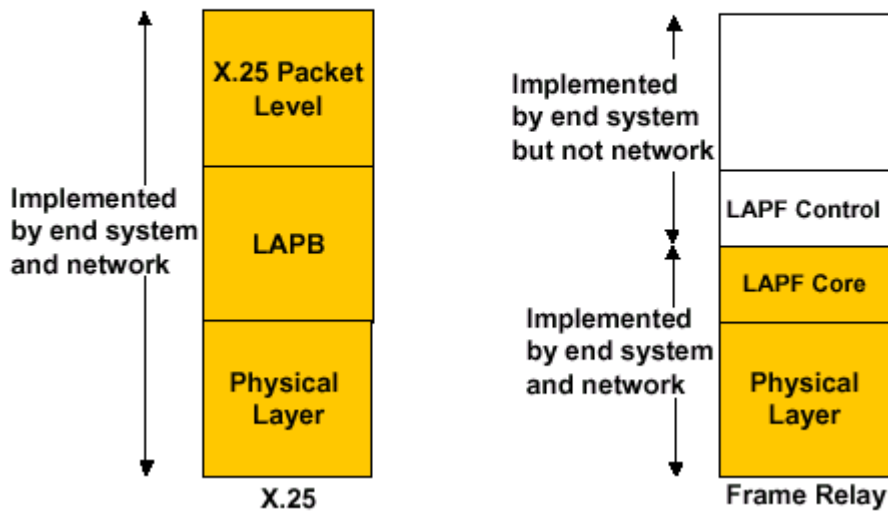 Implemented
by end system
and network
X.25 Packet
Level
LAPB
Physical
Layer
X.25
Implemented
by end system
but not network
Implemented
by end system
and network
LAPF Control
LAPF Core
Physical
Layer
Frame Relay